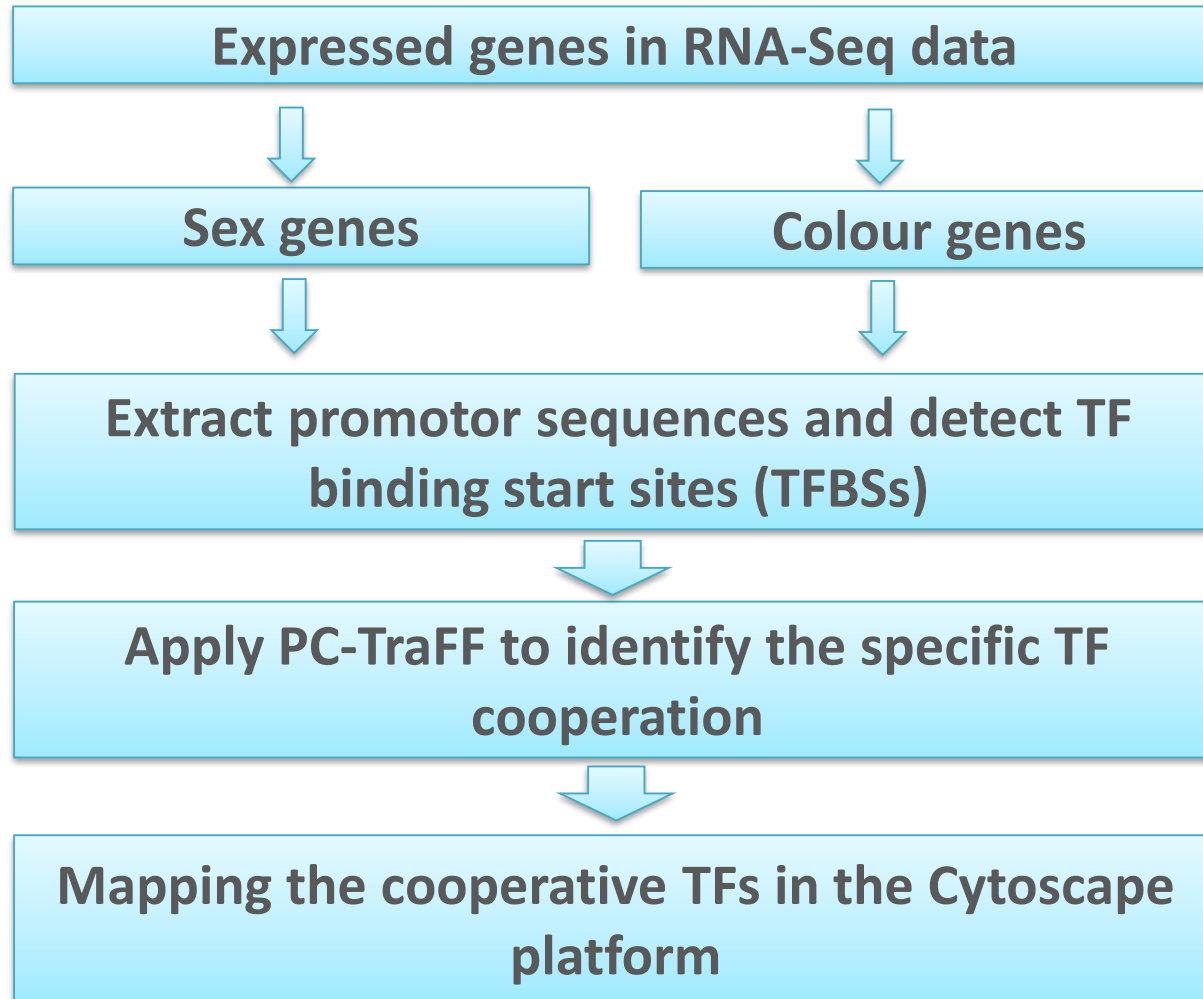 Expressed genes in RNA-Seq data
Sex genes
Colour genes
Extract promotor sequences and detect TF
binding start sites (TFBSs)
Apply PC-TraFF to identify the specific TF
cooperation
Mapping the cooperative TFs in the Cytoscape
platform